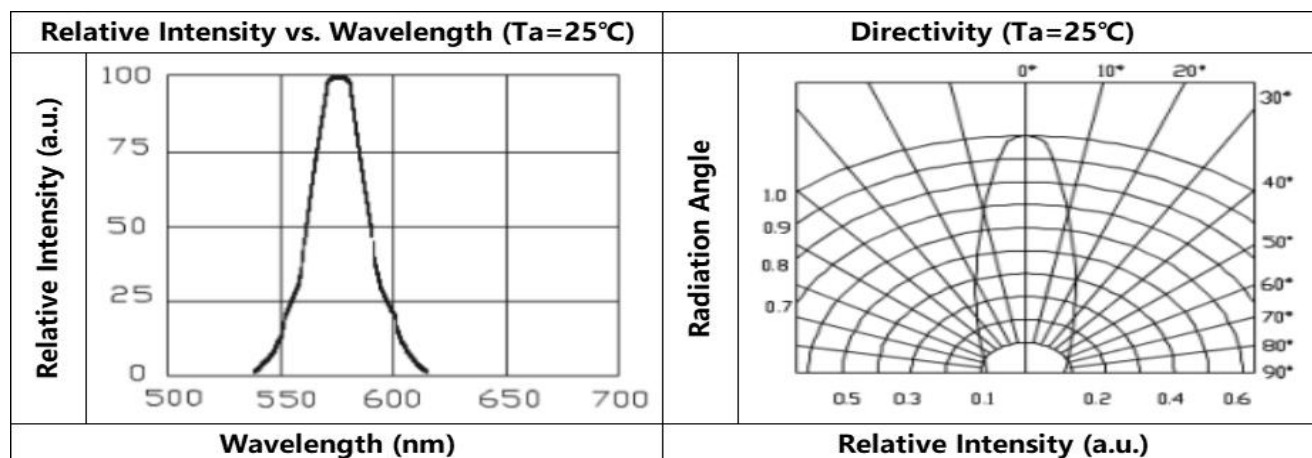 Relative Intensity vs. Wavelength (Ta=25℃)
Relative Intensity (a.u.)
100
75
50
25
0
500 550 600 650 700
Wavelength (nm)
Directivity (Ta=25℃)
Radiation Angle
0° 10° 20°
30°
40°
50°
60°
70°
80°
90°
1.0
0.9
0.8
0.7
0.5 0.3 0.1 0.2 0.4 0.6
Relative Intensity (a.u.)